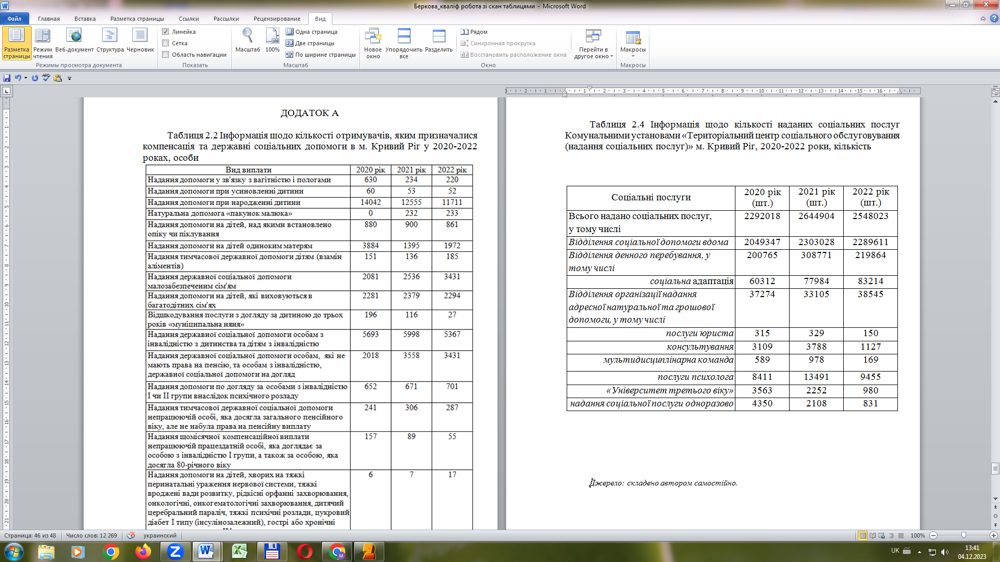 Беркова_кваліф робота зі скан таблицями - Microsoft Word
Файл Главная Вставка Разметка страницы Ссылки Рассылки Рецензирование Вид
Разметка страницы
Режим чтения
Веб-документ
Структура
Черновик
Режимы просмотра документа
Линейка
Сетка
Область навигации
Показать
Масштаб
100%
Одна страница
Две страницы
По ширине страницы
Масштаб
Новое окно
Упорядочить все
Разделить
Рядом
Синхронная прокрутка
Восстановить расположение окна
Перейти в другое окно
Окно
Макросы
Макросы
ДОДАТОК А
Таблиця 2.2 Інформація щодо кількості отримувачів, яким призначалися
компенсація та державні соціальних допомоги в м. Кривий Ріг у 2020-2022
роках, особи
Вид виплати 2020 рік 2021 рік 2022 рік
Надання допомоги у зв'язку з вагітністю і пологами 630 234 220
Надання допомоги при усиновленні дитини 60 53 52
Надання допомоги при народженні дитини 14042 12555 11711
Натуральна допомога «пакунок малюка» 0 232 233
Надання допомоги на дітей, над якими встановлено 880 900 861
опіку чи піклування
Надання допомоги на дітей одиноким матерям 3884 1395 1972
Надання тимчасової державної допомоги дітям (взамін 151 136 185
аліментів)
Надання державної соціальної допомоги 2081 2536 3431
малозабезпеченим сім'ям
Надання допомоги на дітей, які виховуються в 2281 2379 2294
багатодітних сім'ях
Відшкодування послуги з догляду за дитиною до трьох 196 116 27
років «муніципальна няня»
Надання державної соціальної допомоги особам з 5693 5998 5367
інвалідністю з дитинства та дітям з інвалідністю
Надання державної соціальної допомоги особам, які не 2018 3558 3431
мають права на пенсію, та особам з інвалідністю,
державної соціальної допомоги на догляд
Надання допомоги по догляду за особами з інвалідністю 652 671 701
І чи ІІ групи внаслідок психічного розладу
Надання тимчасової державної соціальної допомоги 241 306 287
непрацюючій особі, яка досягла загального пенсійного
віку, але не набула права на пенсійну виплату
Надання щомісячної компенсаційної виплати 157 89 55
непрацюючій працездатній особі, яка доглядає за
особою з інвалідністю І групи, а також за особою, яка
досягла 80-річного віку
Надання допомоги на дітей, хворих на тяжкі 6 7 17
перинатальні ураження нервової системи, тяжкі
вроджені вади розвитку, рідкісні орфанні захворювання,
онкологічні, онкогематологічні захворювання, дитячий
церебральний параліч, тяжкі психічні розлади, цукровий
діабет І типу (інсулінозалежний), гострі або хронічні
Таблиця 2.4 Інформація щодо кількості наданих соціальних послуг
Комунальними установами «Територіальний центр соціального обслуговування
(надання соціальних послуг)» м. Кривий Ріг, 2020-2022 роки, кількість
Соціальні послуги 2020 рік (шт.) 2021 рік (шт.) 2022 рік (шт.)
Всього надано соціальних послуг, 2292018 2644904 2548023
у тому числі
Відділення соціальної допомоги вдома 2049347 2303028 2289611
Відділення денного перебування, у 200765 308771 219864
тому числі
соціальна адаптація 60312 77984 83214
Відділення організації надання 37274 33105 38545
адресної натуральної та грошової
допомоги, у тому числі
послуги юриста 315 329 150
консультування 3109 3788 1127
мультидисциплінарна команда 589 978 169
послуги психолога 8411 13491 9455
«Університет третього віку» 3563 2252 980
надання соціальної послуги одноразово 4350 2108 831
Джерело: складено автором самостійно.
Страница: 46 из 48 Число слов: 12 269 украинский 100%
UK 13:41
04.12.2023